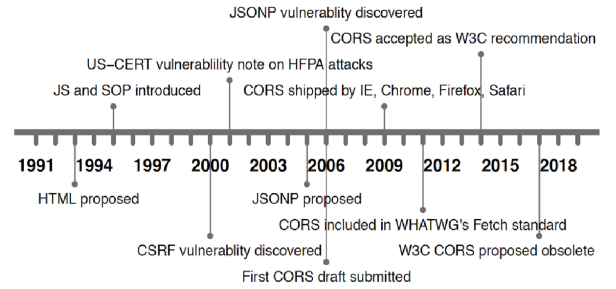 JSONP vulnerablity discovered
CORS accepted as W3C recommendation
US-CERT vulnerablility note on HFPA attacks
JS and SOP introduced
CORS shipped by IE, Chrome, Firefox, Safari
1991 1994 1997 2000 2003 2006 2009 2012 2015 2018
HTML proposed
JSONP proposed
CORS included in WHATWG's Fetch standard
CSRF vulnerablity discovered
W3C CORS proposed obsolete
First CORS draft submitted